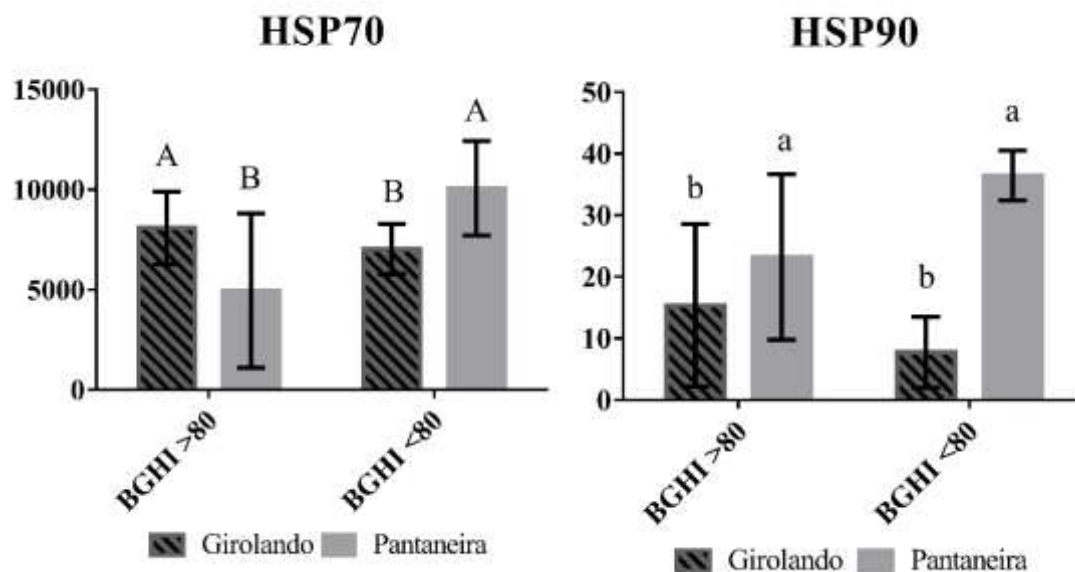 HSP70
15000
10000
5000
0
A
B
B
A
BGHI >80
BGHI <80
Girolando Pantaneira
HSP90
50
40
30
20
10
0
b
a
b
a
BGHI >80
BGHI <80
Girolando Pantaneira